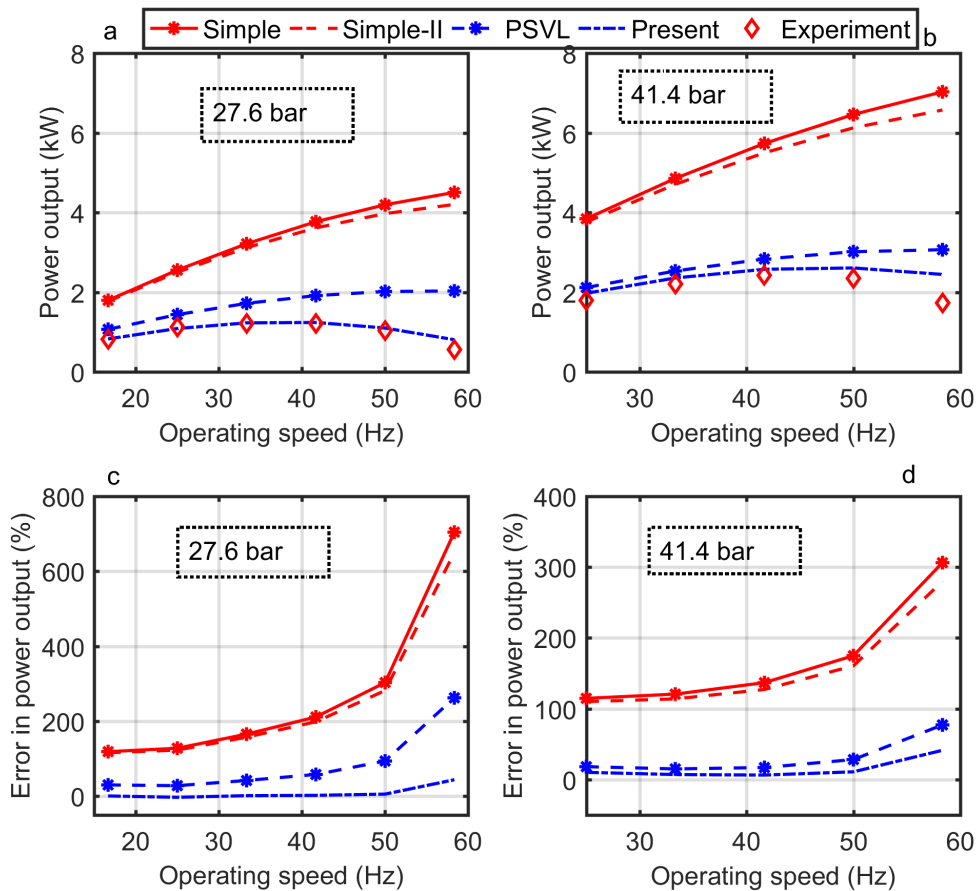 a
Simple Simple-II PSVL Present Experiment
b
8
6
4
2
0
Power output (kW)
27.6 bar
20 30 40 50 60
Operating speed (Hz)
8
6
4
2
0
Power output (kW)
41.4 bar
30 40 50 60
Operating speed (Hz)
c
800
600
400
200
0
Error in power output (%)
27.6 bar
20 30 40 50 60
Operating speed (Hz)
d
400
300
200
100
0
Error in power output (%)
41.4 bar
30 40 50 60
Operating speed (Hz)